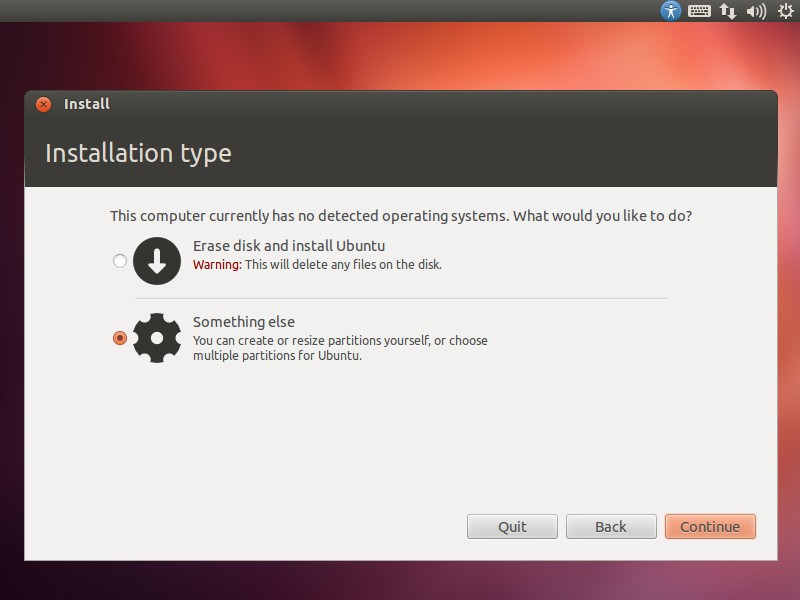 Install
Installation type
This computer currently has no detected operating systems. What would you like to do?
Erase disk and install Ubuntu
Warning: This will delete any files on the disk.
Something else
You can create or resize partitions yourself, or choose
multiple partitions for Ubuntu.
Quit
Back
Continue